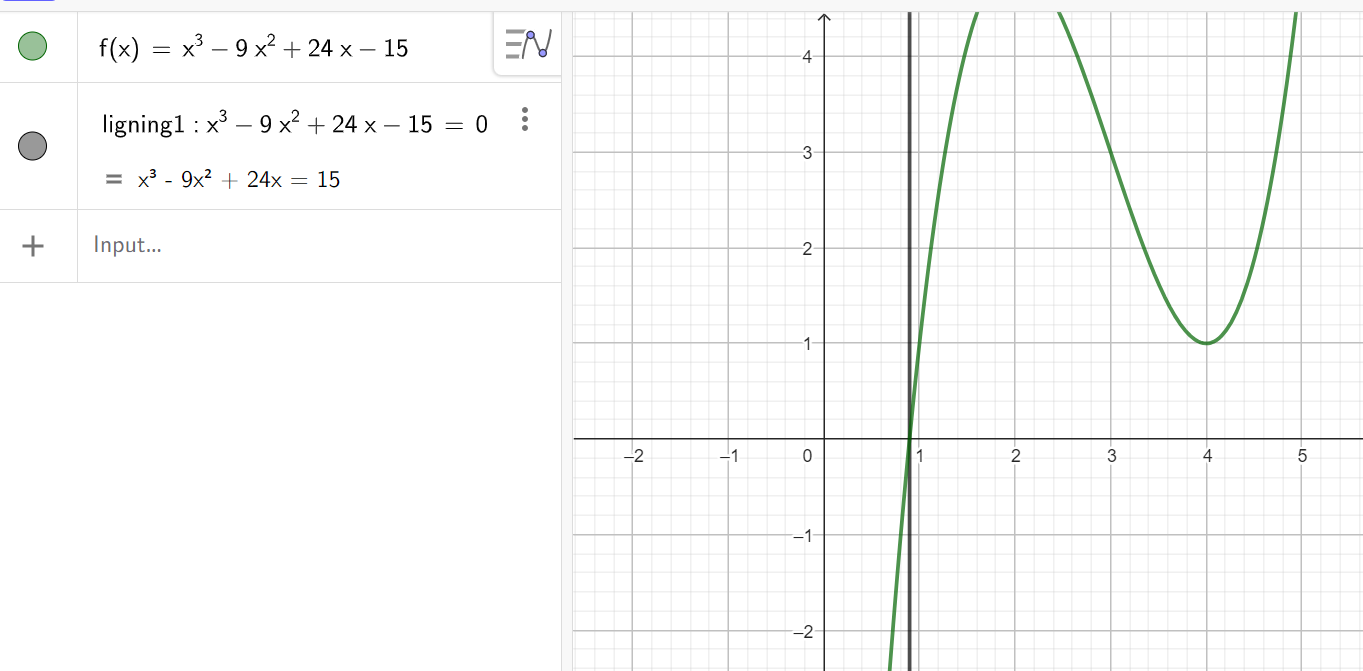 f(x) = x³ – 9 x² + 24 x – 15
ligning1 : x³ – 9 x² + 24 x – 15 = 0
= x³ - 9x² + 24x = 15
+ Input...
4
3
2
1
–2 –1 0 1 2 3 4 5
–1
–2